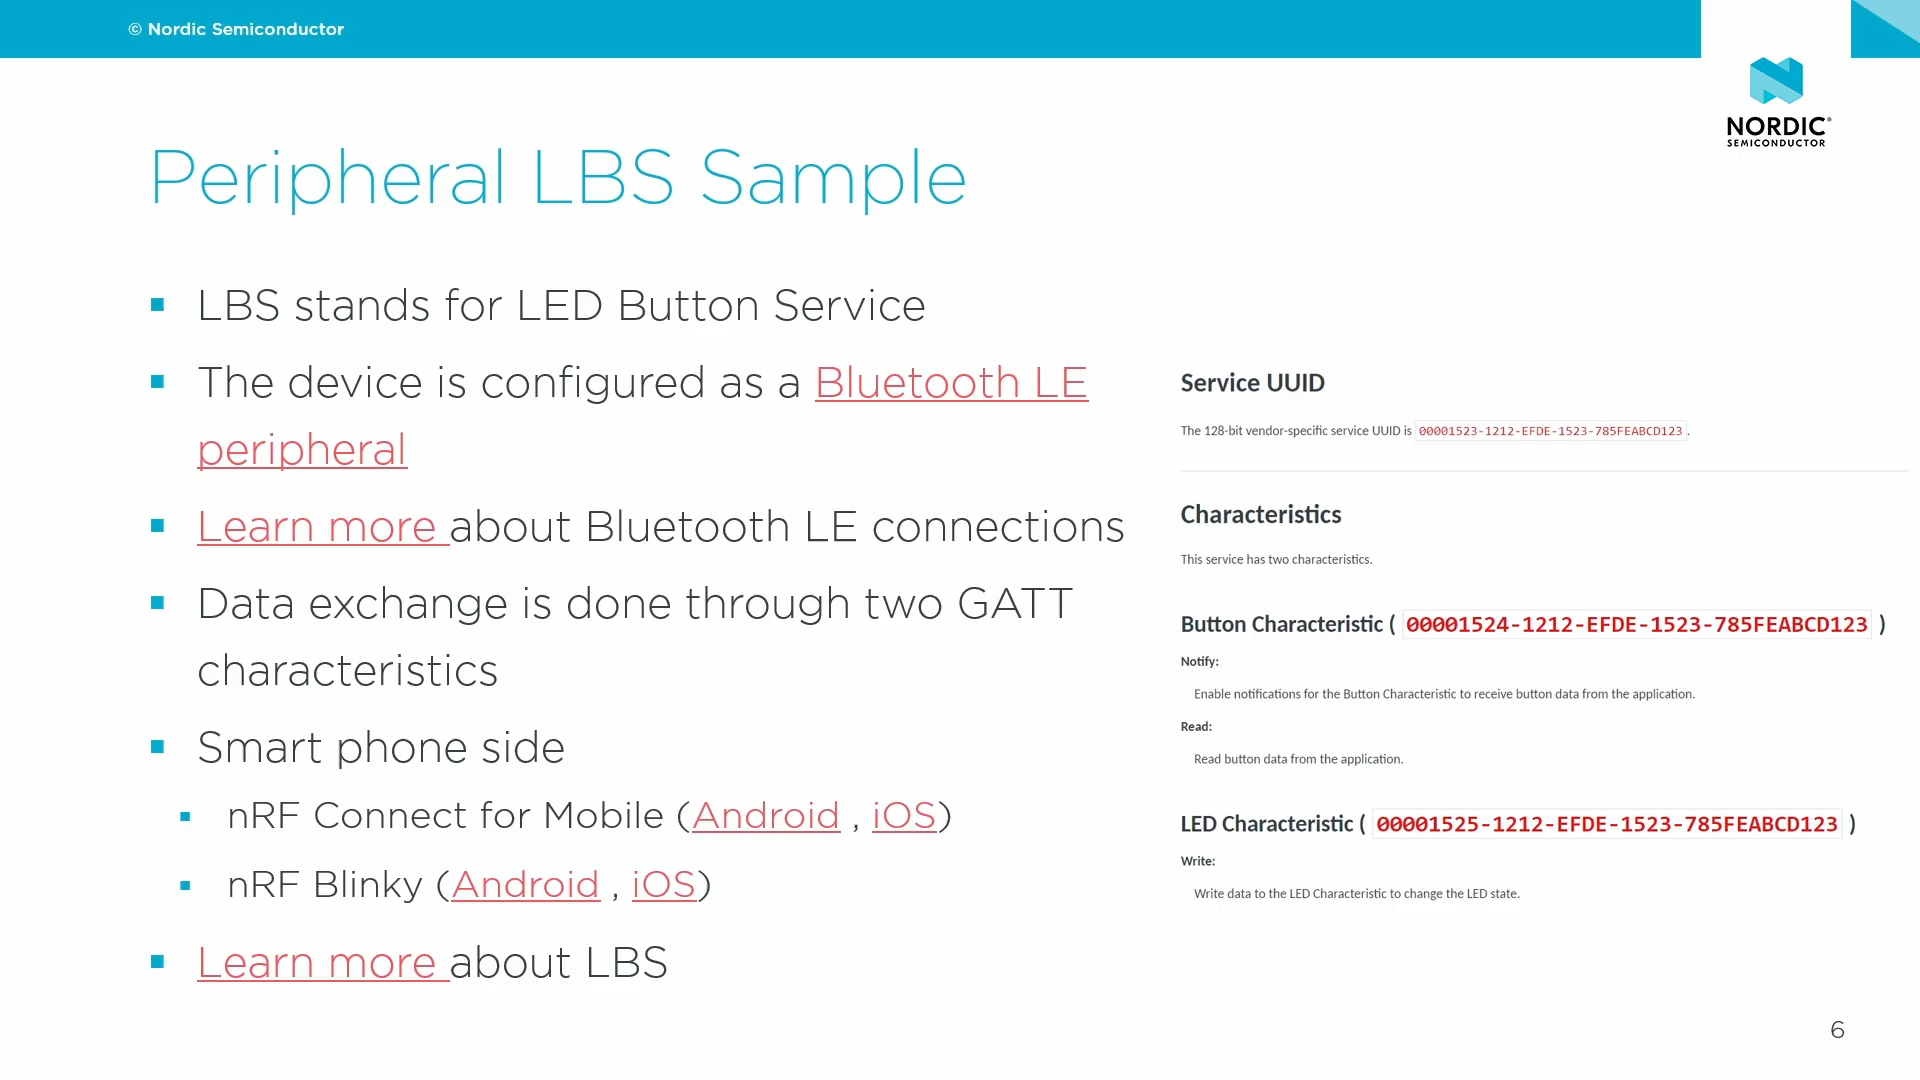 © Nordic Semiconductor
NORDIC®
SEMICONDUCTOR
Peripheral LBS Sample
LBS stands for LED Button Service
The device is configured as a Bluetooth LE
peripheral
Learn more about Bluetooth LE connections
Data exchange is done through two GATT
characteristics
Smart phone side
nRF Connect for Mobile (Android , iOS)
nRF Blinky (Android , iOS)
Learn more about LBS
Service UUID
The 128-bit vendor-specific service UUID is 00001523-1212-EFDE-1523-785FEABCD123 .
Characteristics
This service has two characteristics.
Button Characteristic ( 00001524-1212-EFDE-1523-785FEABCD123 )
Notify:
Enable notifications for the Button Characteristic to receive button data from the application.
Read:
Read button data from the application.
LED Characteristic ( 00001525-1212-EFDE-1523-785FEABCD123 )
Write:
Write data to the LED Characteristic to change the LED state.
6